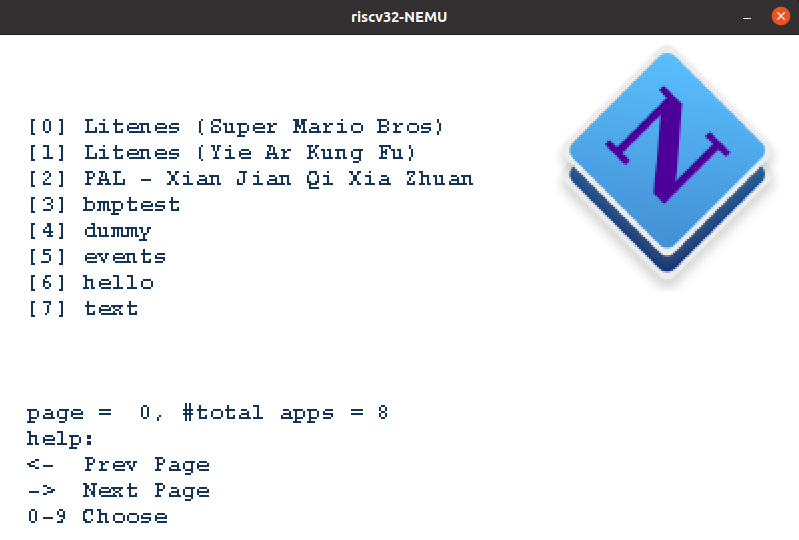 riscv32-NEMU
[0] Litenes (Super Mario Bros)
[1] Litenes (Yie Ar Kung Fu)
[2] PAL - Xian Jian Qi Xia Zhuan
[3] bmptest
[4] dummy
[5] events
[6] hello
[7] text
N
page =  0, #total apps = 8
help:
<-  Prev Page
->  Next Page
0-9 Choose